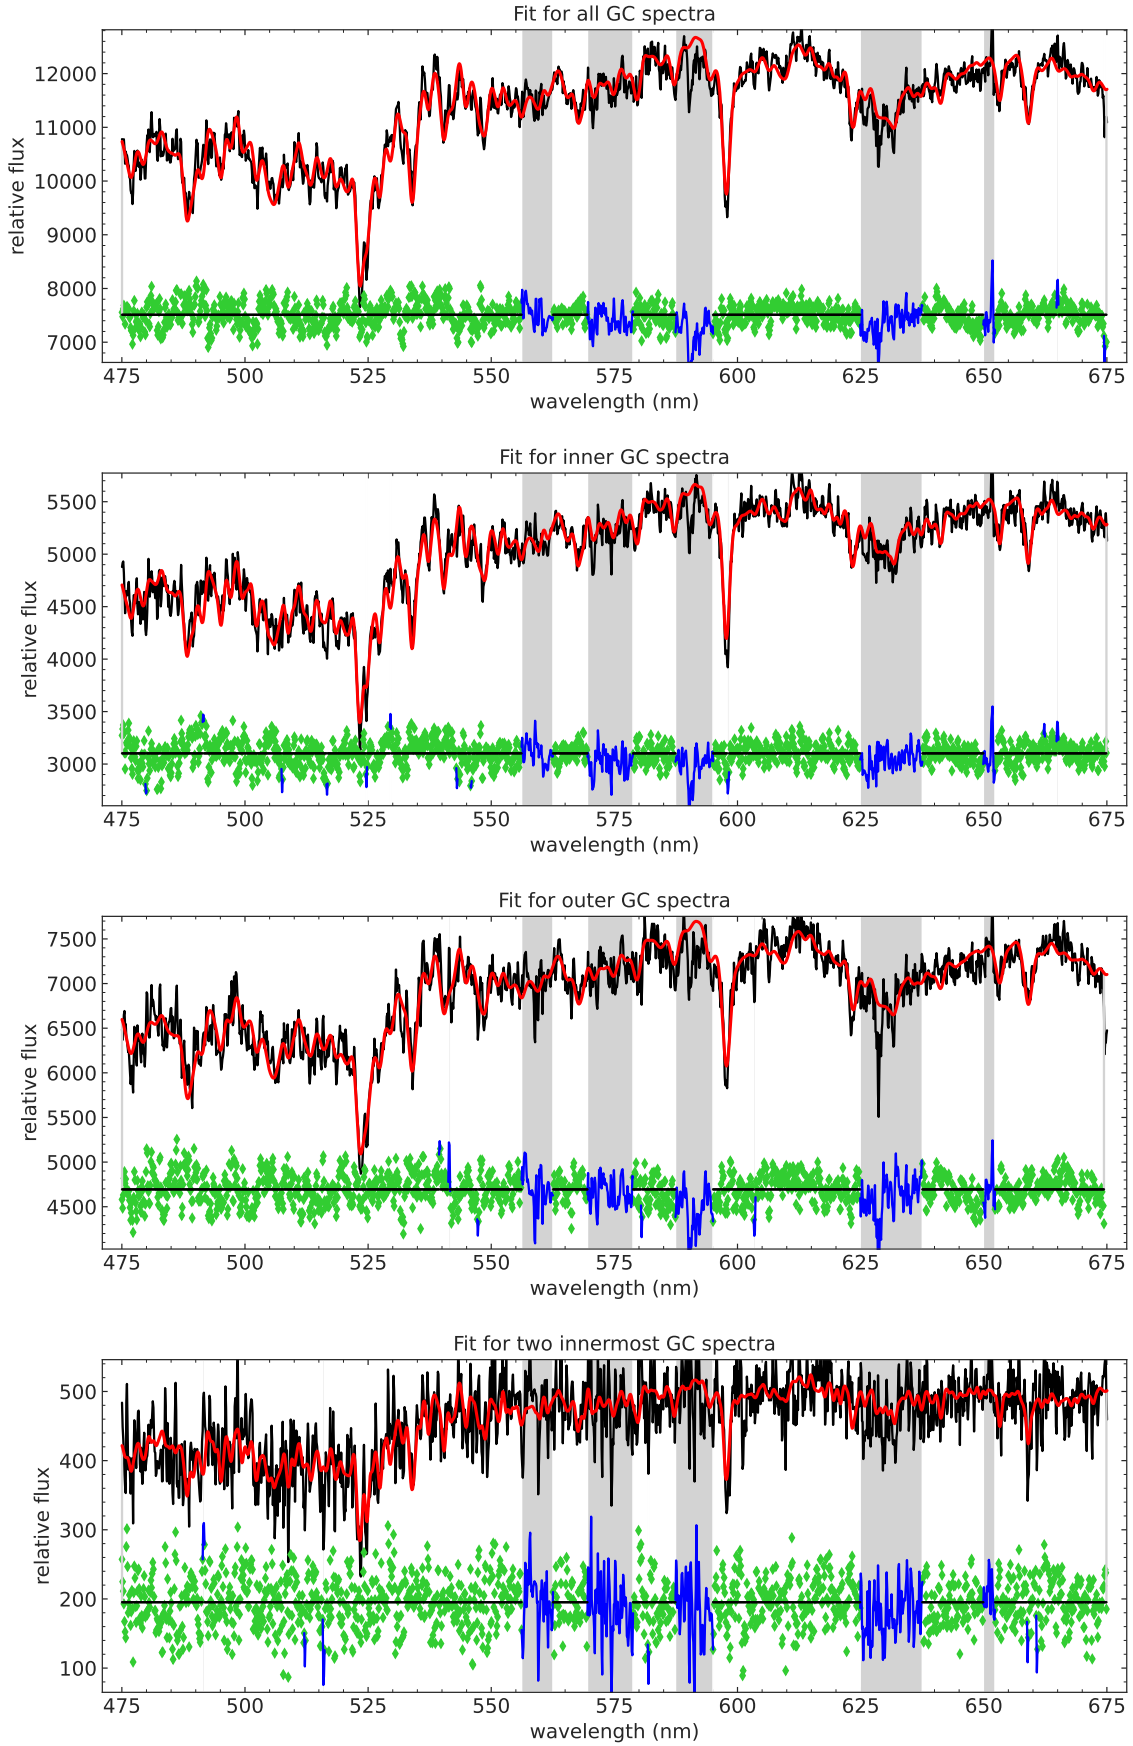 Fit for all GC spectra
12000
11000
10000
9000
8000
7000
relative flux
475 500 525 550 575 600 625 650 675
wavelength (nm)
Fit for inner GC spectra
5500
5000
4500
4000
3500
3000
relative flux
475 500 525 550 575 600 625 650 675
wavelength (nm)
Fit for outer GC spectra
7500
7000
6500
6000
5500
5000
4500
relative flux
475 500 525 550 575 600 625 650 675
wavelength (nm)
Fit for two innermost GC spectra
500
400
300
200
100
relative flux
475 500 525 550 575 600 625 650 675
wavelength (nm)